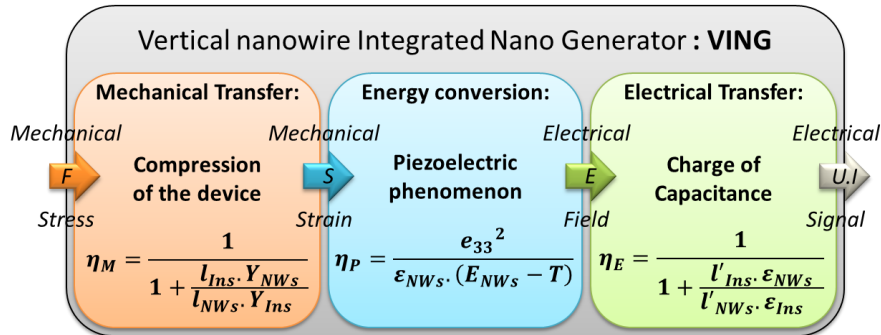 Vertical nanowire Integrated Nano Generator : VING
Mechanical Transfer:
Energy conversion:
Electrical Transfer:
Mechanical
Mechanical
Electrical
Electrical
Compression
of the device
Piezoelectric
phenomenon
Charge of
Capacitance
F
S
E
U.I
Stress
Strain
Field
Signal
η_M = 1 / (1 + (l_Ins. Y_NWs / l_NWs. Y_Ins))
η_P = e_33² / (ε_NWs. (E_NWs − T))
η_E = 1 / (1 + (l'_Ins. ε_NWs / l'_NWs. ε_Ins))